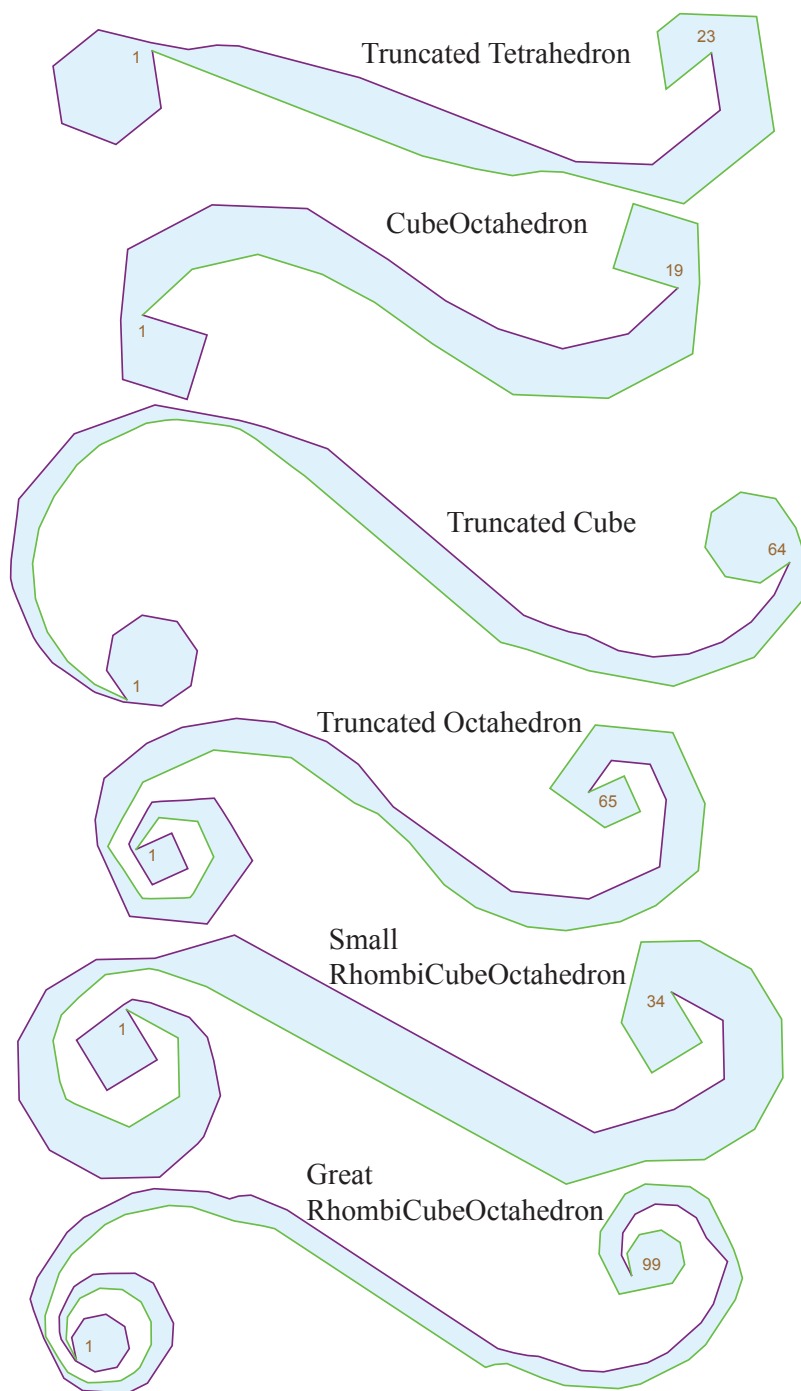 1
23
Truncated Tetrahedron
CubeOctahedron
19
1
Truncated Cube
64
1
Truncated Octahedron
65
1
Small
RhombiCubeOctahedron
34
1
Great
RhombiCubeOctahedron
99
1